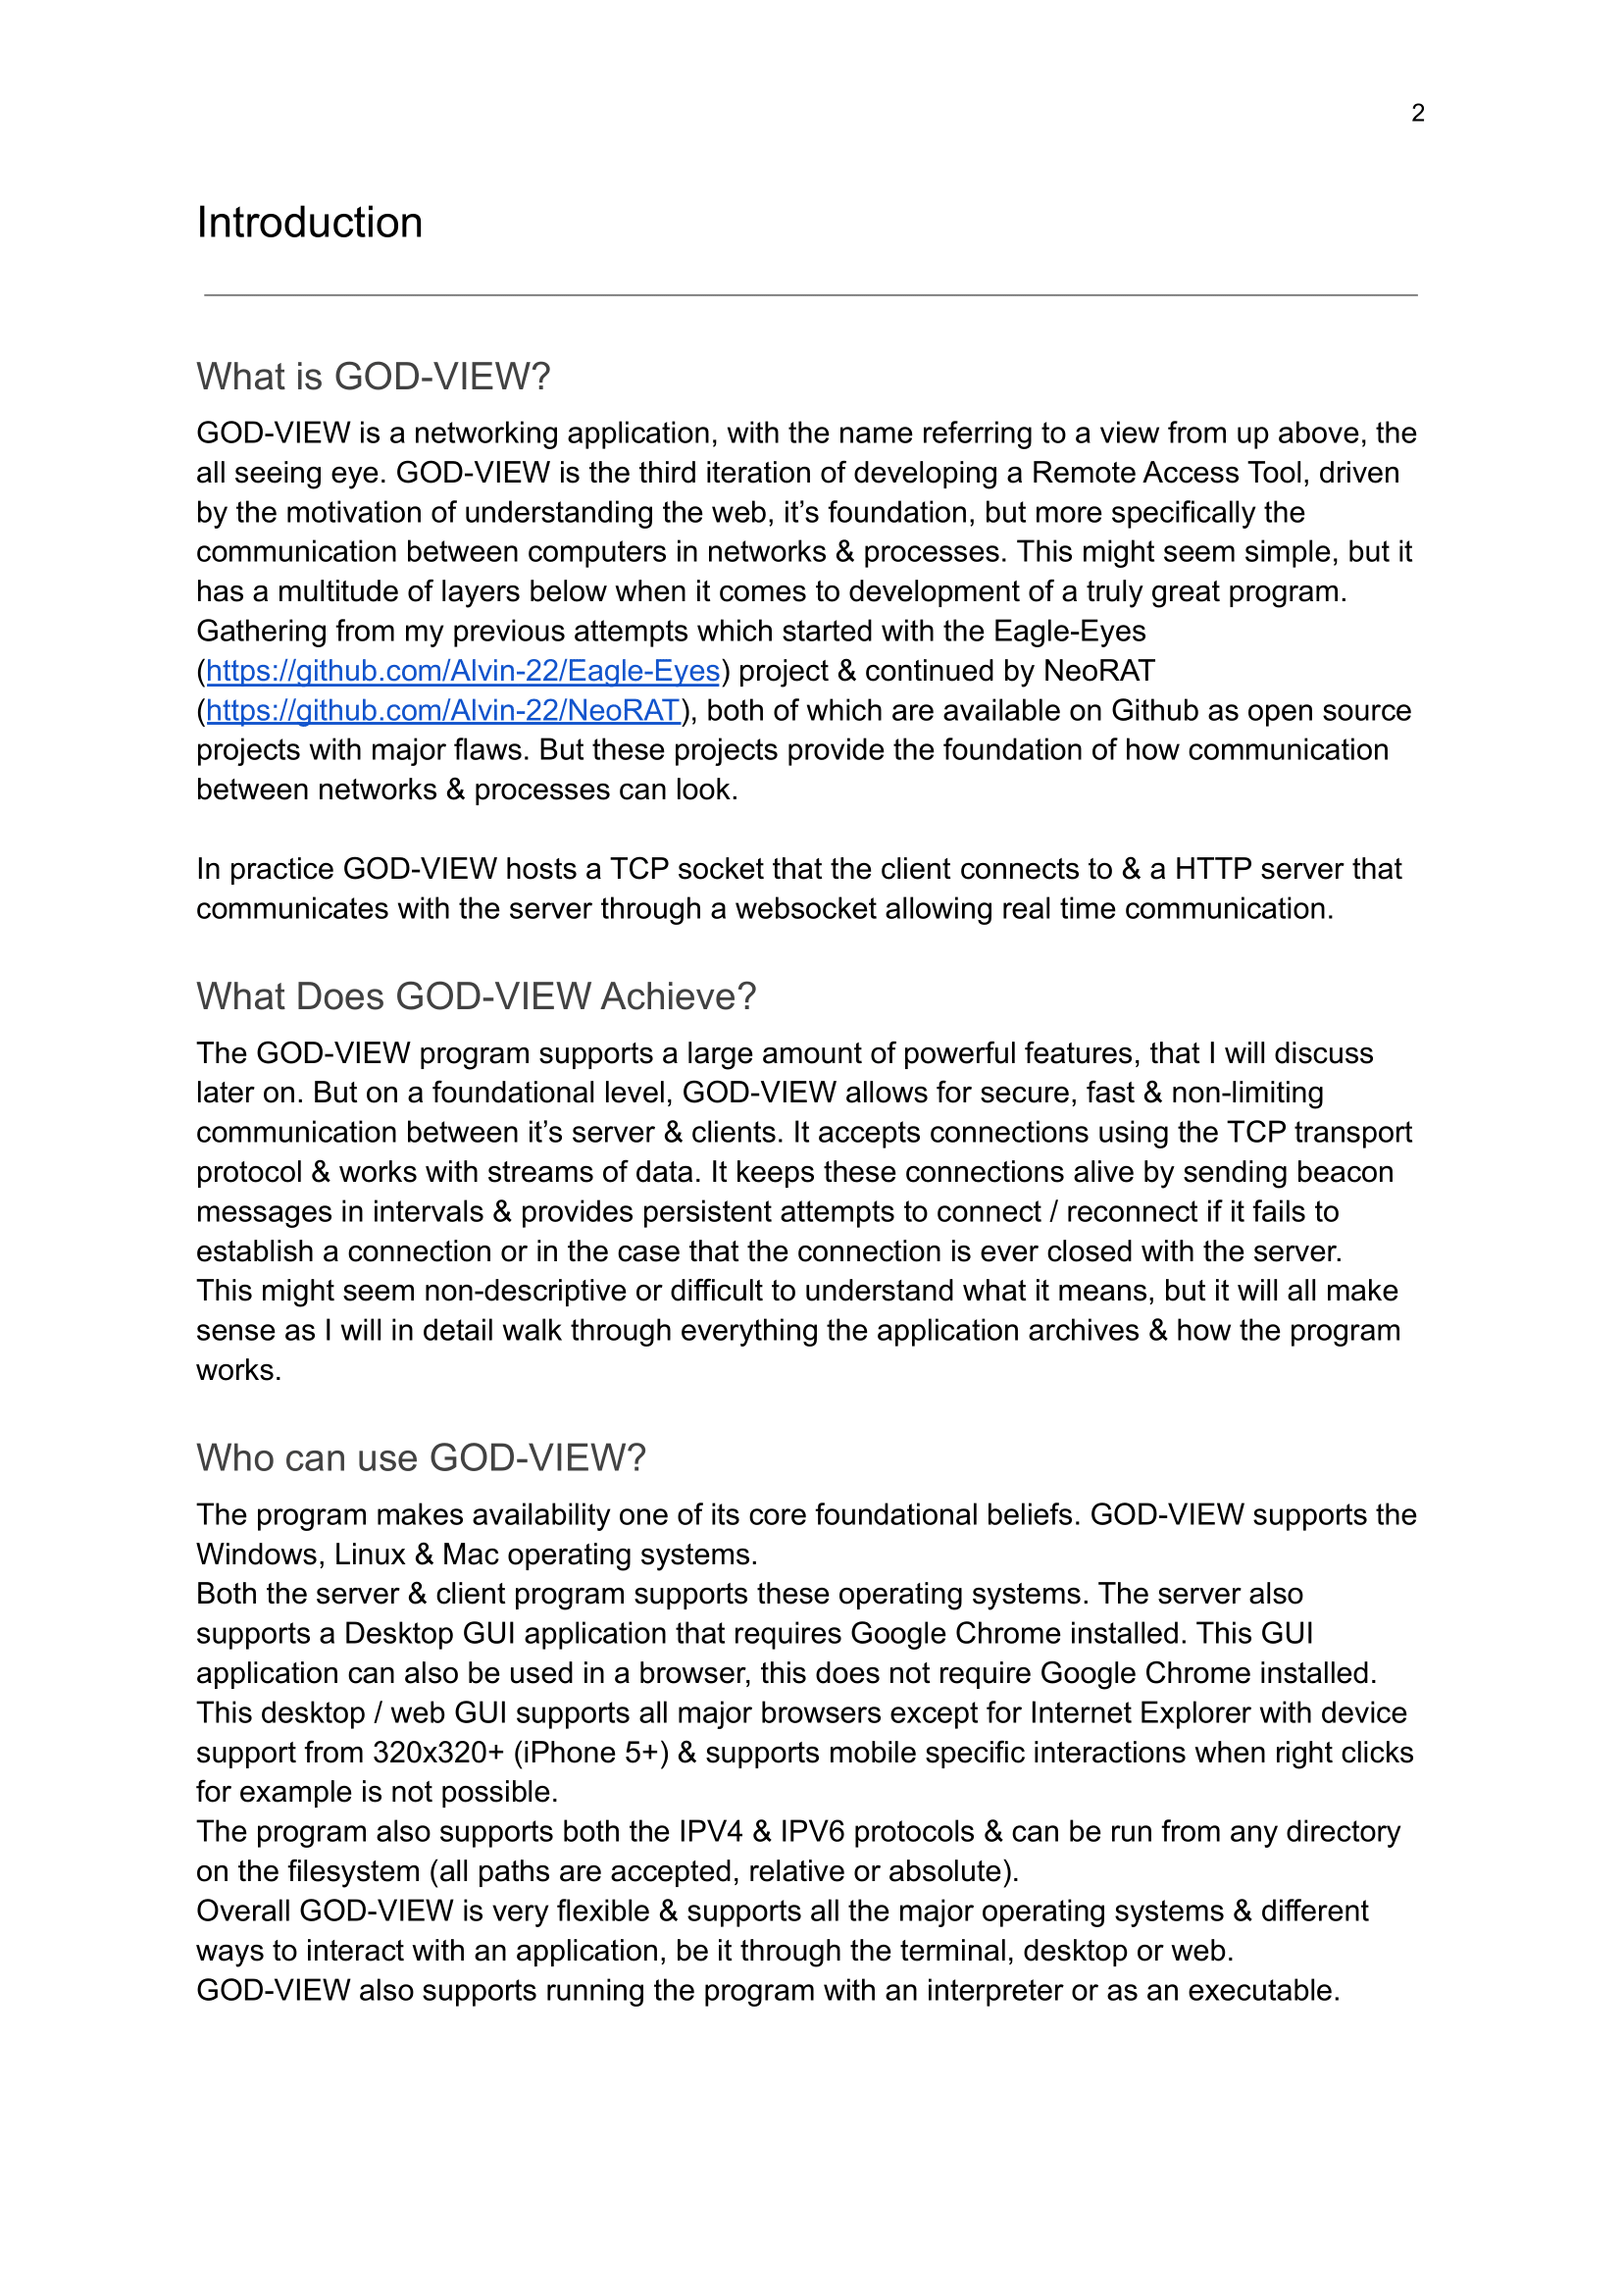 2
Introduction
What is GOD-VIEW?
GOD-VIEW is a networking application, with the name referring to a view from up above, the
all seeing eye. GOD-VIEW is the third iteration of developing a Remote Access Tool, driven
by the motivation of understanding the web, it’s foundation, but more specifically the
communication between computers in networks & processes. This might seem simple, but it
has a multitude of layers below when it comes to development of a truly great program.
Gathering from my previous attempts which started with the Eagle-Eyes
(https://github.com/Alvin-22/Eagle-Eyes) project & continued by NeoRAT
(https://github.com/Alvin-22/NeoRAT), both of which are available on Github as open source
projects with major flaws. But these projects provide the foundation of how communication
between networks & processes can look.
In practice GOD-VIEW hosts a TCP socket that the client connects to & a HTTP server that
communicates with the server through a websocket allowing real time communication.
What Does GOD-VIEW Achieve?
The GOD-VIEW program supports a large amount of powerful features, that I will discuss
later on. But on a foundational level, GOD-VIEW allows for secure, fast & non-limiting
communication between it’s server & clients. It accepts connections using the TCP transport
protocol & works with streams of data. It keeps these connections alive by sending beacon
messages in intervals & provides persistent attempts to connect / reconnect if it fails to
establish a connection or in the case that the connection is ever closed with the server.
This might seem non-descriptive or difficult to understand what it means, but it will all make
sense as I will in detail walk through everything the application archives & how the program
works.
Who can use GOD-VIEW?
The program makes availability one of its core foundational beliefs. GOD-VIEW supports the
Windows, Linux & Mac operating systems.
Both the server & client program supports these operating systems. The server also
supports a Desktop GUI application that requires Google Chrome installed. This GUI
application can also be used in a browser, this does not require Google Chrome installed.
This desktop / web GUI supports all major browsers except for Internet Explorer with device
support from 320x320+ (iPhone 5+) & supports mobile specific interactions when right clicks
for example is not possible.
The program also supports both the IPV4 & IPV6 protocols & can be run from any directory
on the filesystem (all paths are accepted, relative or absolute).
Overall GOD-VIEW is very flexible & supports all the major operating systems & different
ways to interact with an application, be it through the terminal, desktop or web.
GOD-VIEW also supports running the program with an interpreter or as an executable.